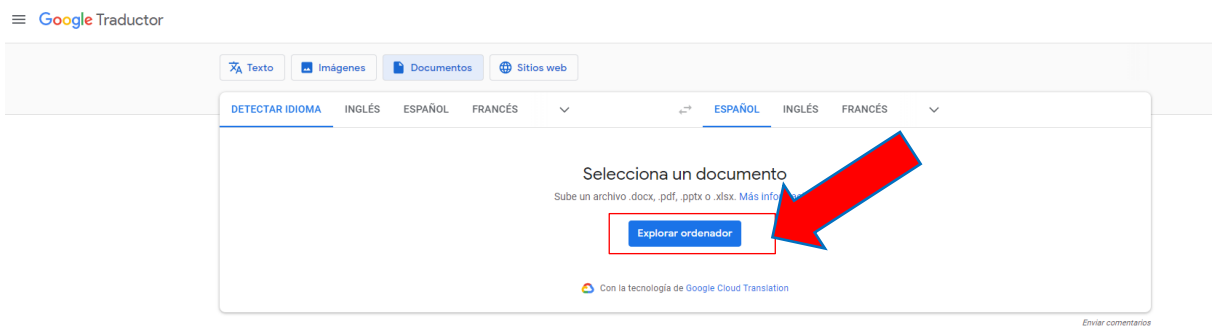 Google Traductor
Texto Imágenes Documentos Sitios web
DETECTAR IDIOMA INGLÉS ESPAÑOL FRANCÉS ESPAÑOL INGLÉS FRANCÉS
Selecciona un documento
Sube un archivo .docx, .pdf, .pptx o .xlsx. Más
Explorar ordenador
Con la tecnología de Google Cloud Translation
Enviar comentarios